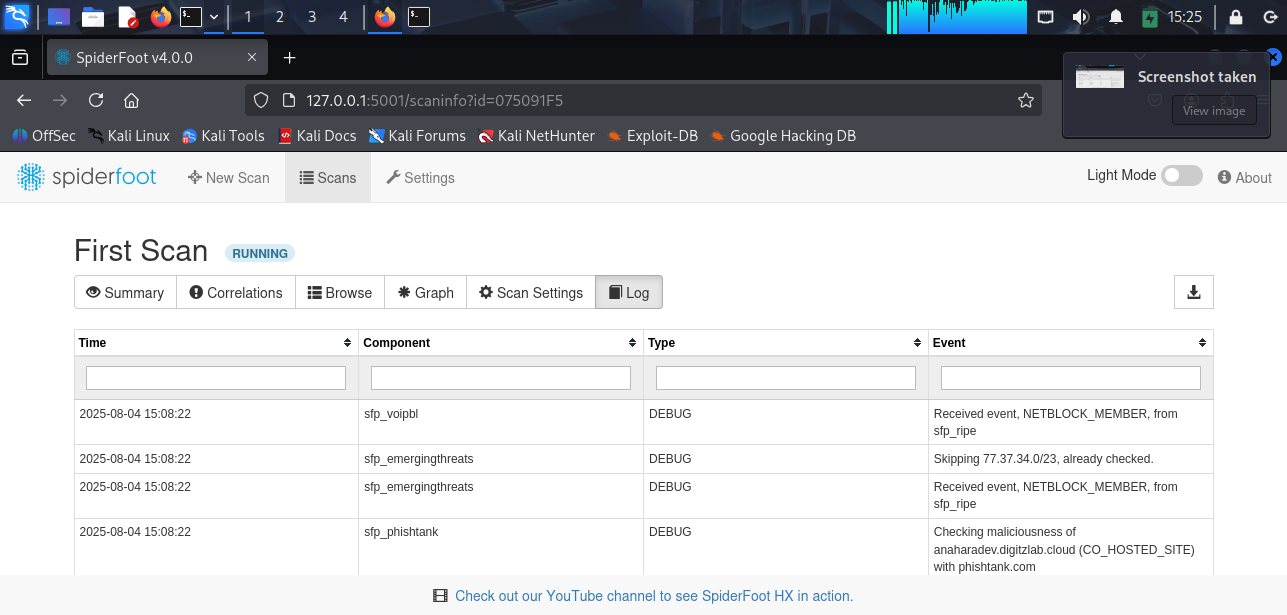 1 2 3 4 15:25
SpiderFoot v4.0.0
Screenshot taken
View image
127.0.0.1:5001/scaninfo?id=075091F5
OffSec Kali Linux Kali Tools Kali Docs Kali Forums Kali NetHunter Exploit-DB Google Hacking DB
spiderfoot New Scan Scans Settings Light Mode About
First Scan RUNNING
Summary Correlations Browse Graph Scan Settings Log
Time Component Type Event
2025-08-04 15:08:22 sfp_voipbl DEBUG Received event, NETBLOCK_MEMBER, from
sfp_ripe
2025-08-04 15:08:22 sfp_emergingthreats DEBUG Skipping 77.37.34.0/23, already checked.
2025-08-04 15:08:22 sfp_emergingthreats DEBUG Received event, NETBLOCK_MEMBER, from
sfp_ripe
2025-08-04 15:08:22 sfp_phishtank DEBUG Checking maliciousness of
anaharadev.digitzlab.cloud (CO_HOSTED_SITE)
with phishtank.com
Check out our YouTube channel to see SpiderFoot HX in action.